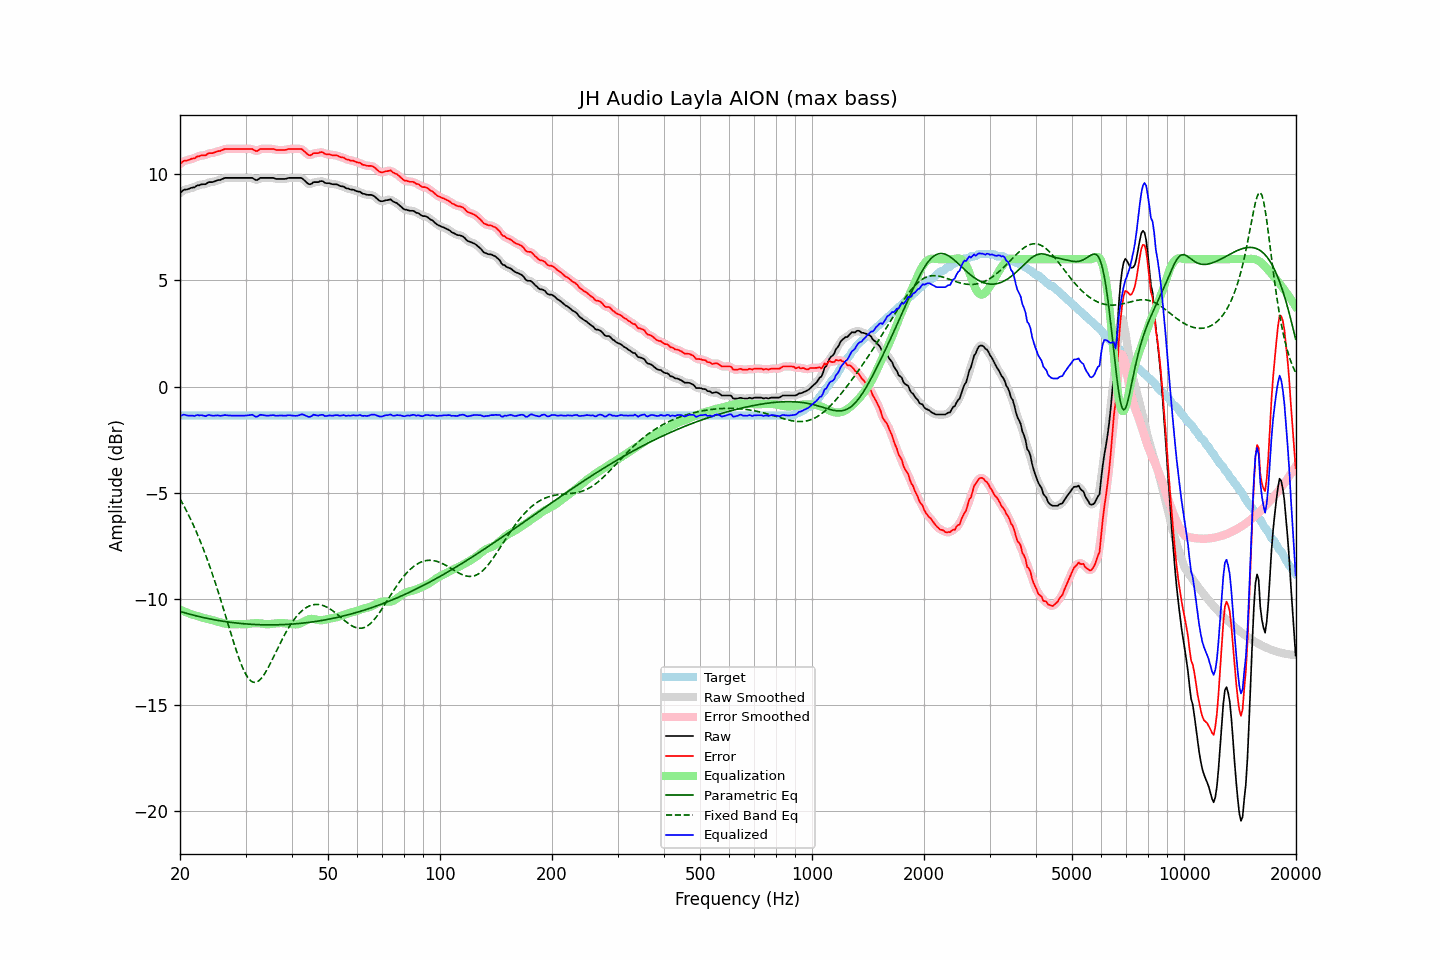 JH Audio Layla AION (max bass)
10
5
0
−5
−10
−15
−20
Amplitude (dBr)
Target
Raw Smoothed
Error Smoothed
Raw
Error
Equalization
Parametric Eq
Fixed Band Eq
Equalized
20 50 100 200 500 1000 2000 5000 10000 20000
Frequency (Hz)